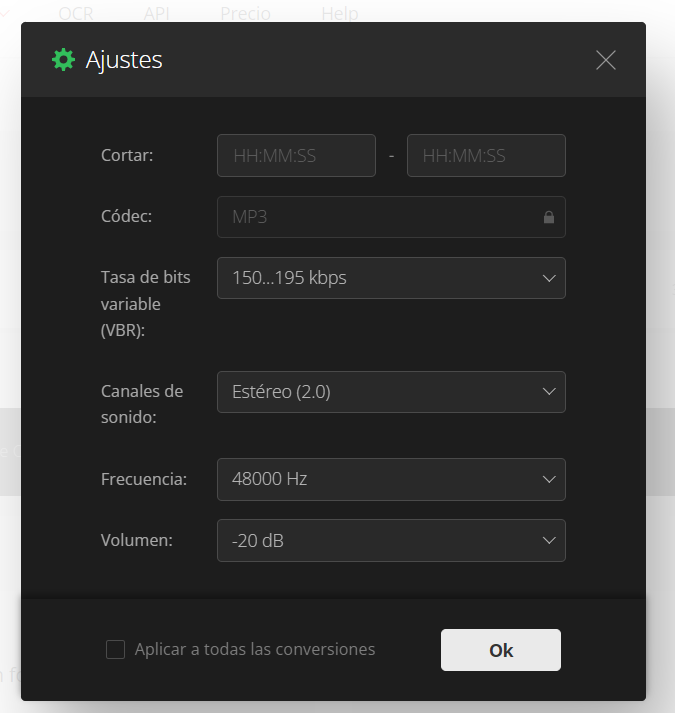 OCR API Precio Help
Ajustes
Cortar: HH:MM:SS - HH:MM:SS
Códec: MP3
Tasa de bits variable (VBR): 150...195 kbps
Canales de sonido: Estéreo (2.0)
Frecuencia: 48000 Hz
Volumen: -20 dB
Aplicar a todas las conversiones Ok